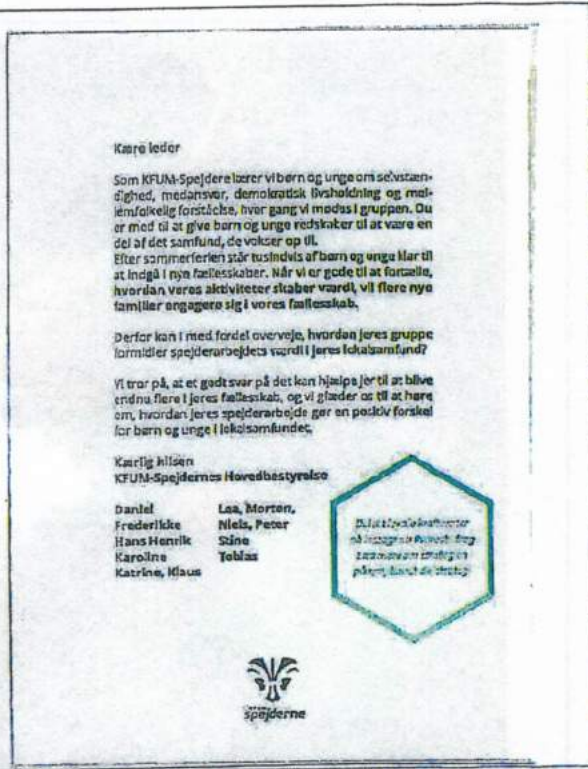 Kære leder
Som KFUM-Spejdere lærer vi børn og unge om selvstæn-
dighed, medansvar, demokratisk livsholdning og mel-
lemfolkelig forståelse, hver gang vi mødes i gruppen. Du
er med til at give børn og unge redskaber til at være en
del af det samfund, de vokser op til.
Efter sommerferien står tusindvis af børn og unge klar til
at indgå i nye fællesskaber. Når vi er gode til at fortælle,
hvordan vores aktiviteter skaber værdi, vil flere nye
familier engagere sig i vores fællesskab.
Derfor kan I med fordel overveje, hvordan jeres gruppe
formidler spejderarbejdets værdi i jeres lokalsamfund?
Vi tror på, at et godt svar på det kan hjælpe jer til at blive
endnu flere i jeres fællesskab, og vi glæder os til at høre
om, hvordan jeres spejderarbejde gør en positiv forskel
for børn og unge i lokalsamfundet.
Kærlig hilsen
KFUM-Spejdernes Hovedbestyrelse
Daniel Lea, Morten,
Frederikke Niels, Peter
Hans Henrik Stine
Karoline Tobias
Katrine, Klaus
spejderne